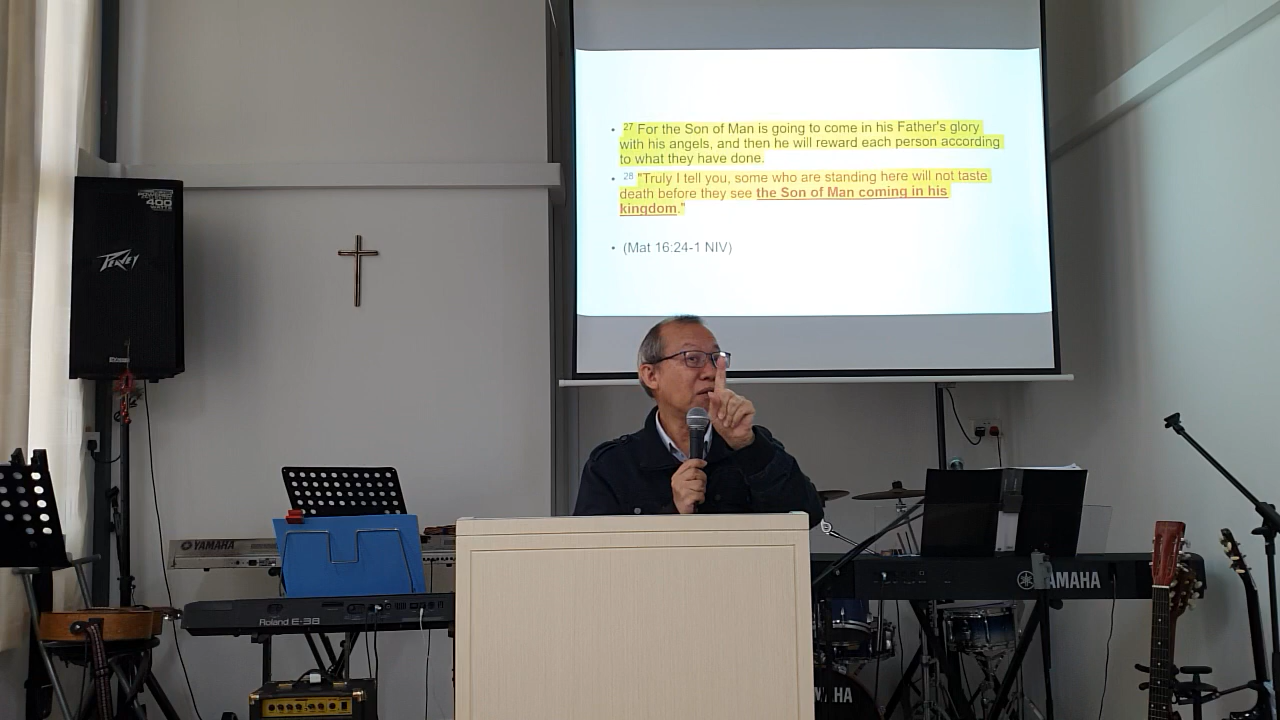 27 For the Son of Man is going to come in his Father's glory
with his angels, and then he will reward each person according
to what they have done.
28 "Truly I tell you, some who are standing here will not taste
death before they see the Son of Man coming in his
kingdom."
(Mat 16:24-1 NIV)
400
PEAVEY
YAMAHA
Roland E-38
YAMAHA
YAMAHA